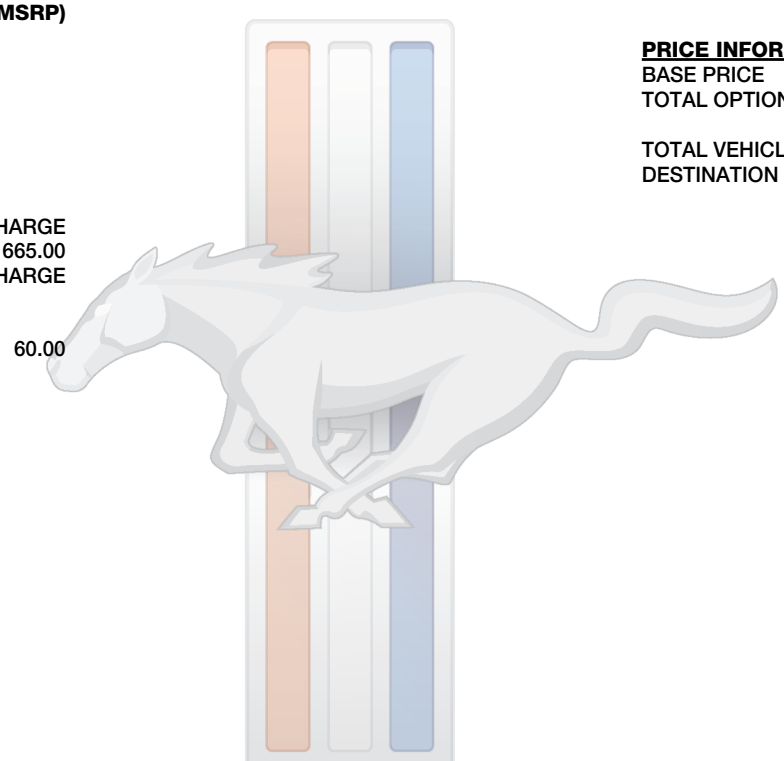 MSRP)
HARGE
665.00
HARGE
60.00
PRICE INFOR
BASE PRICE
TOTAL OPTION
TOTAL VEHICL
DESTINATION